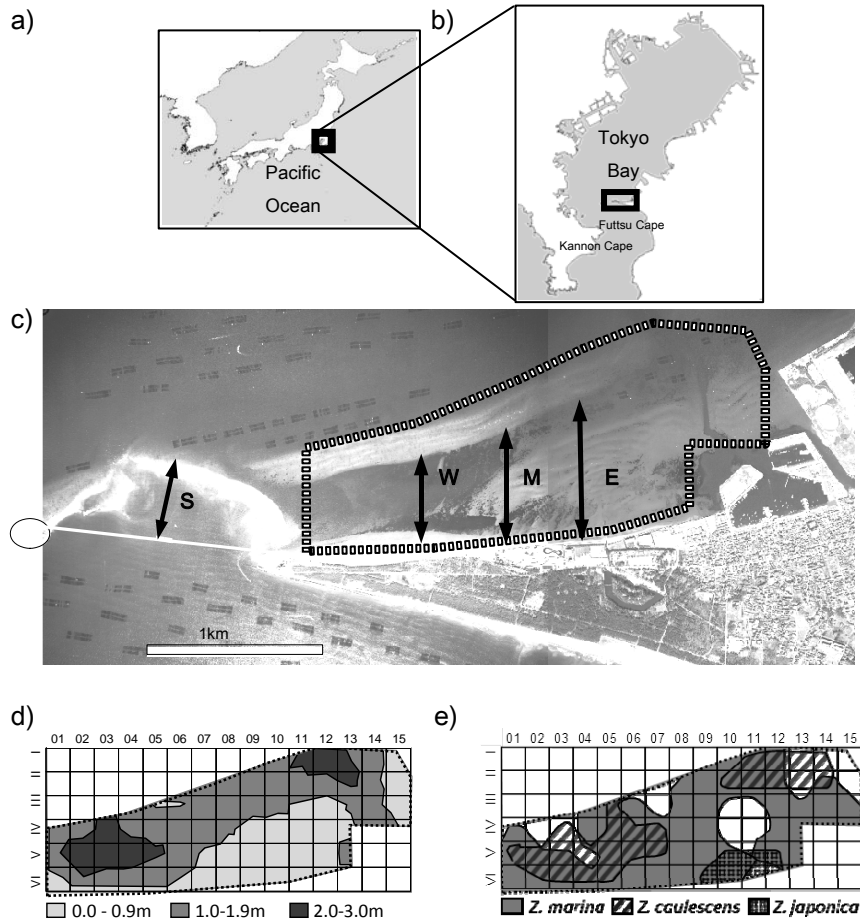 a)
b)
Pacific
Ocean
Tokyo
Bay
Futtsu Cape
Kannon Cape
c)
S
W
M
E
1km
d)
01 02 03 04 05 06 07 08 09 10 11 12 13 14 15
I
II
III
IV
V
VI
0.0 - 0.9m 1.0-1.9m 2.0-3.0m
e)
01 02 03 04 05 06 07 08 09 10 11 12 13 14 15
I
II
III
IV
V
VI
Z. marina Z. caulescens Z. japonica